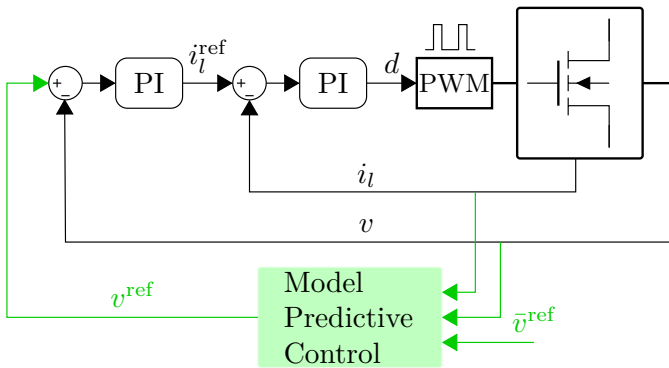 i_l^ref
d
+
−
PI
+
−
PI
PWM
i_l
v
Model
Predictive
Control
v^ref
v̄^ref